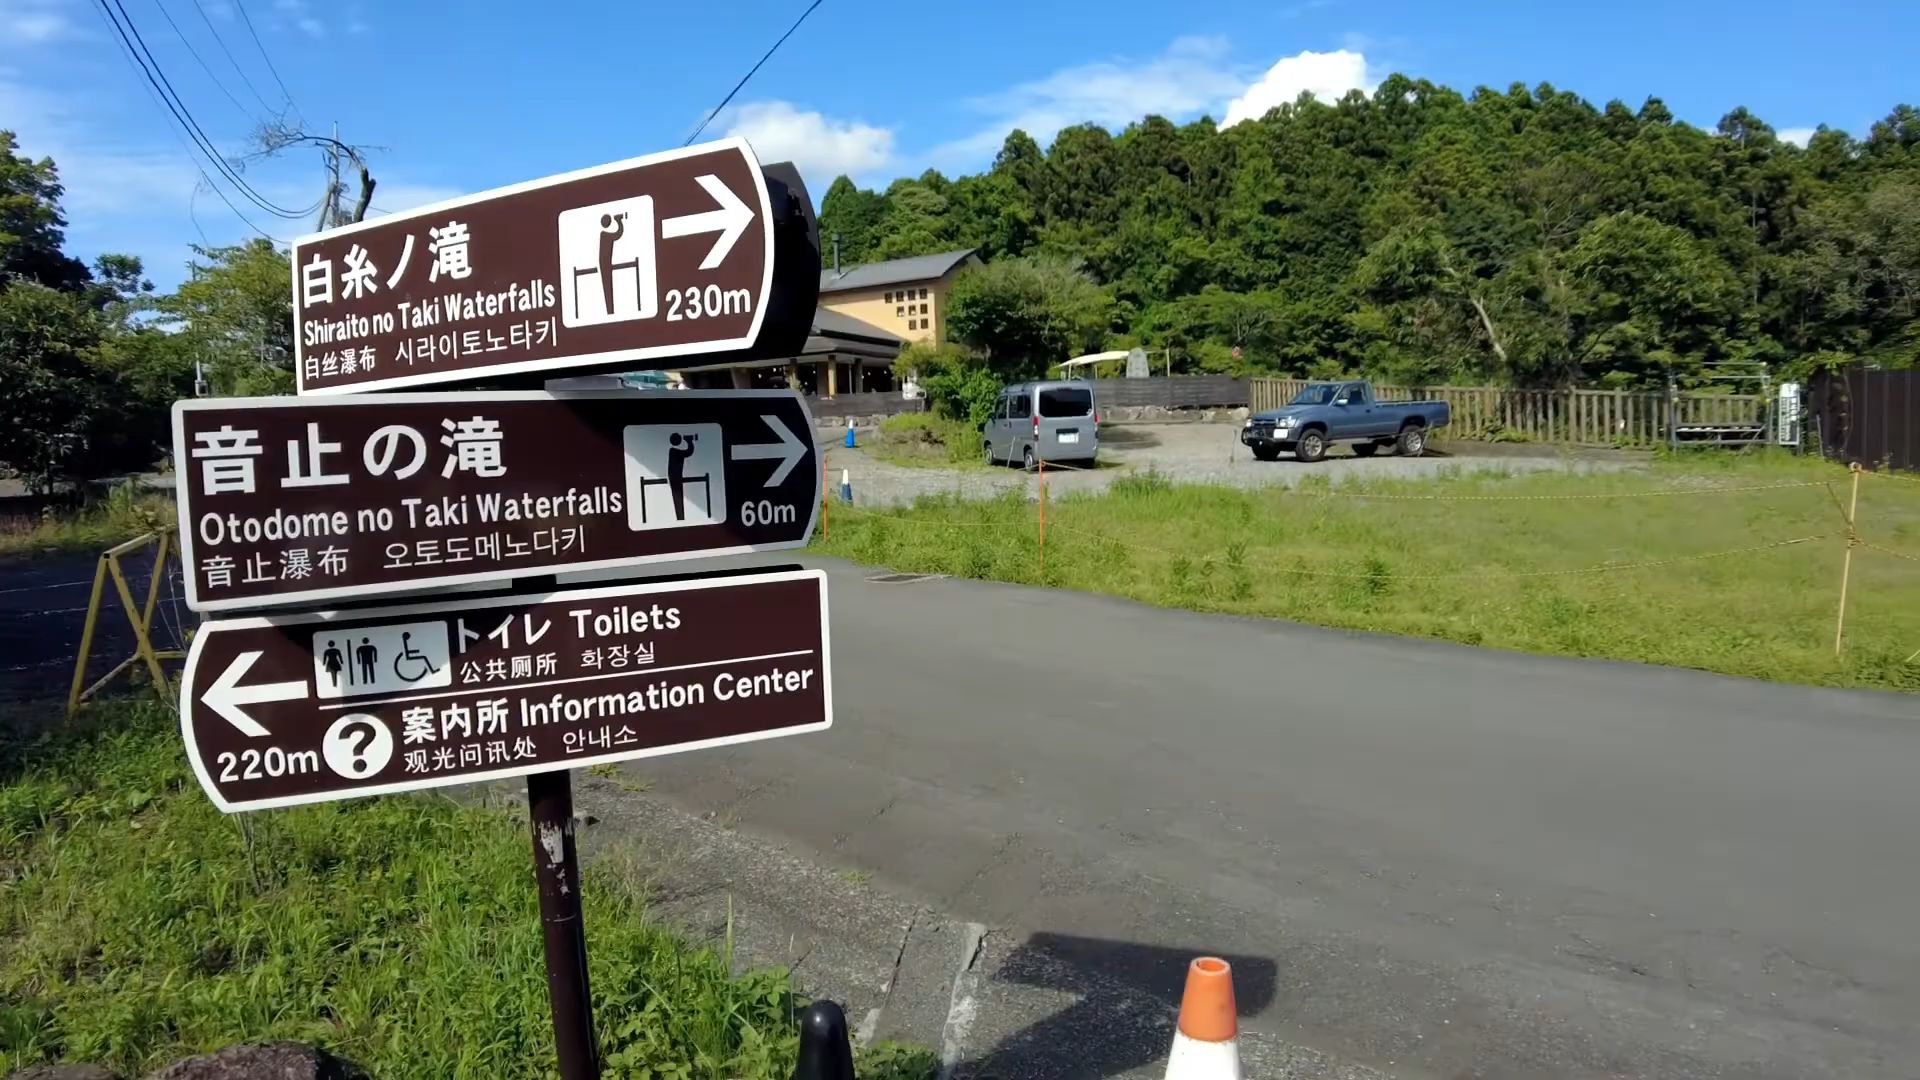 白糸ノ滝
Shiraito no Taki Waterfalls
白丝瀑布 시라이토노타키
230m
音止の滝
Otodome no Taki Waterfalls
音止瀑布 오토도메노다키
60m
トイレ Toilets
公共厕所 화장실
案内所 Information Center
观光问讯处 안내소
220m
?